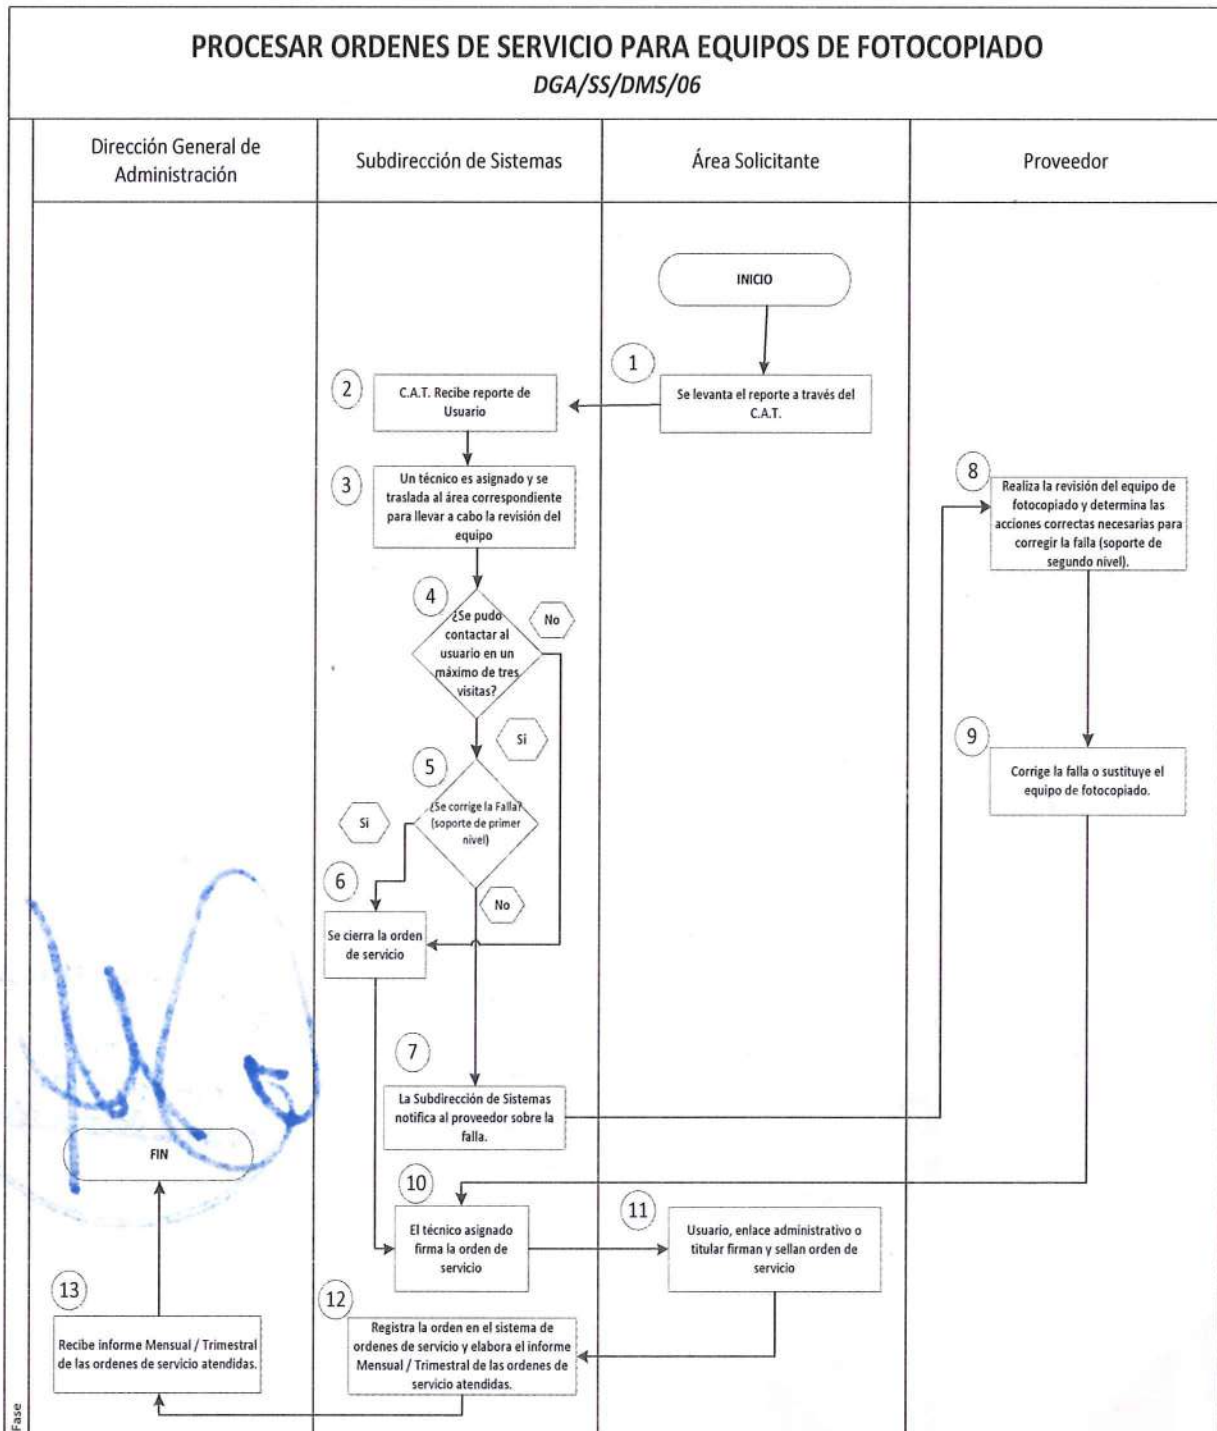 PROCESAR ORDENES DE SERVICIO PARA EQUIPOS DE FOTOCOPIADO
DGA/SS/DMS/06
Dirección General de
Administración
Subdirección de Sistemas
Área Solicitante
Proveedor
INICIO
1
Se levanta el reporte a través del
C.A.T.
2
C.A.T. Recibe reporte de
Usuario
3
Un técnico es asignado y se
traslada al área correspondiente
para llevar a cabo la revisión del
equipo
4
¿Se pudo
contactar al
usuario en un
máximo de tres
visitas?
No
Si
5
¿Se corrige la Falla?
(soporte de primer
nivel)
Si
No
6
Se cierra la orden
de servicio
7
La Subdirección de Sistemas
notifica al proveedor sobre la
falla.
8
Realiza la revisión del equipo de
fotocopiado y determina las
acciones correctas necesarias para
corregir la falla (soporte de
segundo nivel).
9
Corrige la falla o sustituye el
equipo de fotocopiado.
10
El técnico asignado
firma la orden de
servicio
11
Usuario, enlace administrativo o
titular firman y sellan orden de
servicio
12
Registra la orden en el sistema de
ordenes de servicio y elabora el informe
Mensual / Trimestral de las ordenes de
servicio atendidas.
13
Recibe informe Mensual / Trimestral
de las ordenes de servicio atendidas.
FIN
Fase